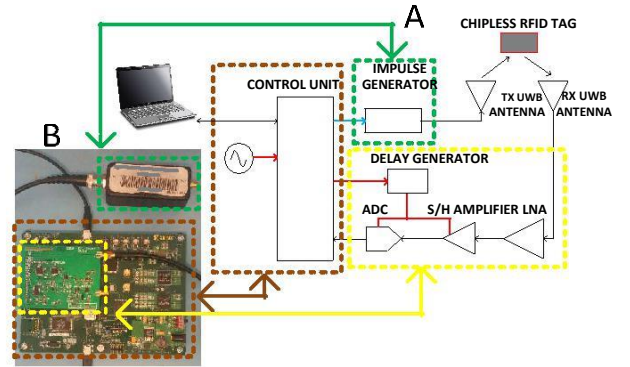 A
CHIPLESS RFID TAG
CONTROL UNIT
IMPULSE
GENERATOR
TX UWB
ANTENNA
RX UWB
ANTENNA
B
DELAY GENERATOR
ADC
S/H AMPLIFIER LNA